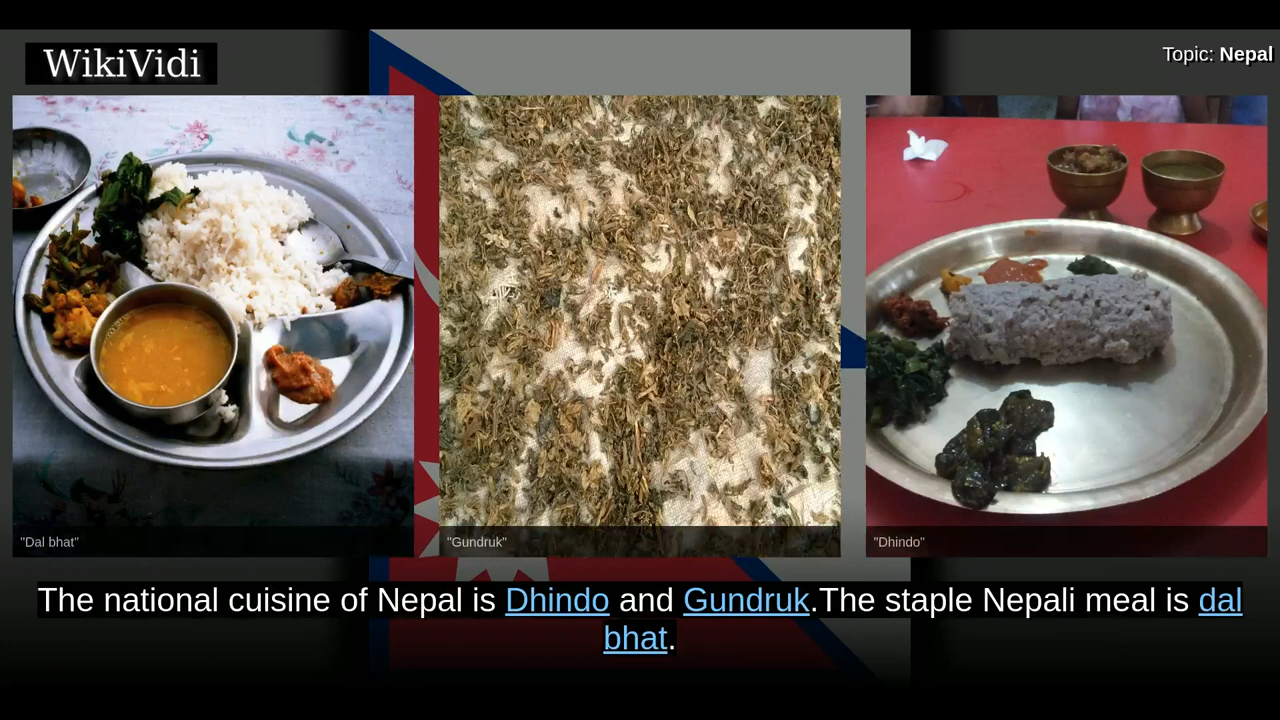 WikiVidi
Topic: Nepal
"Dal bhat"
"Gundruk"
"Dhindo"
The national cuisine of Nepal is Dhindo and Gundruk.The staple Nepali meal is dal
bhat.